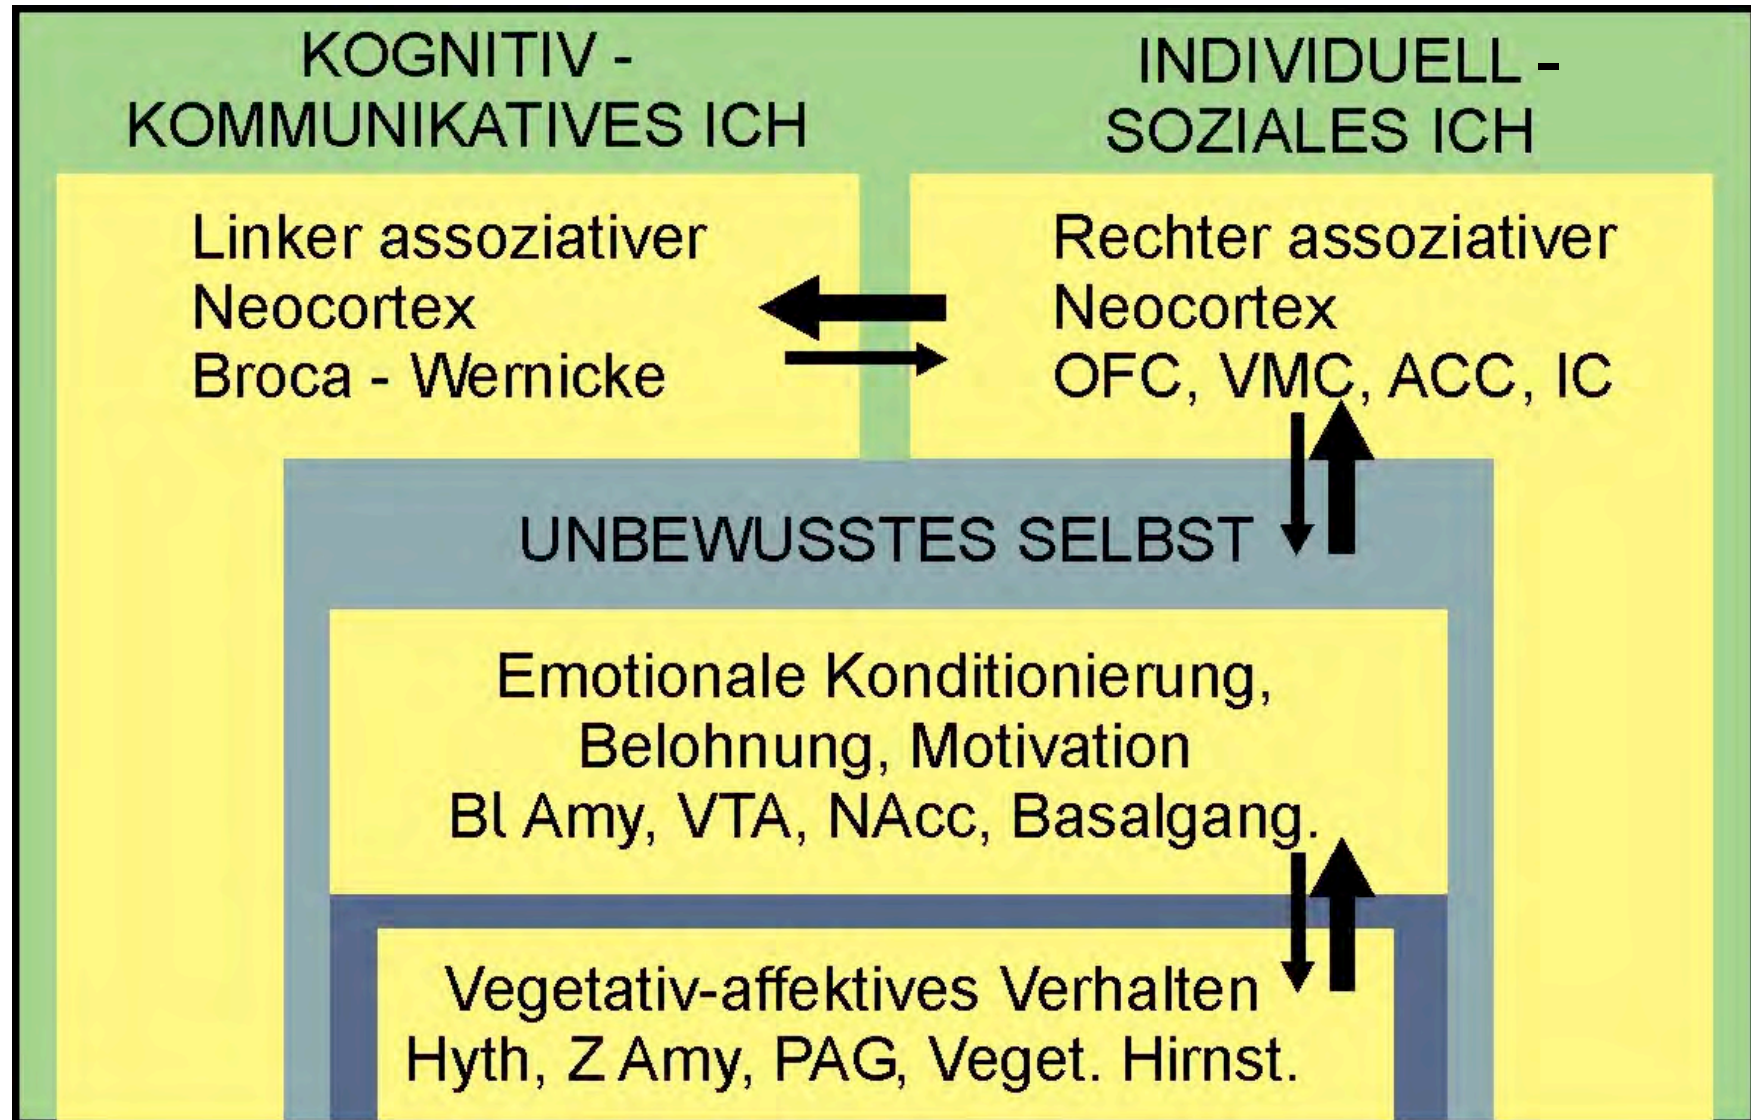 KOGNITIV -
KOMMUNIKATIVES ICH
INDIVIDUELL -
SOZIALES ICH
Linker assoziativer
Neocortex
Broca - Wernicke
Rechter assoziativer
Neocortex
OFC, VMC, ACC, IC
UNBEWUSSTES SELBST
Emotionale Konditionierung,
Belohnung, Motivation
Bl Amy, VTA, NAcc, Basalgang.
Vegetativ-affektives Verhalten
Hyth, Z Amy, PAG, Veget. Hirnst.